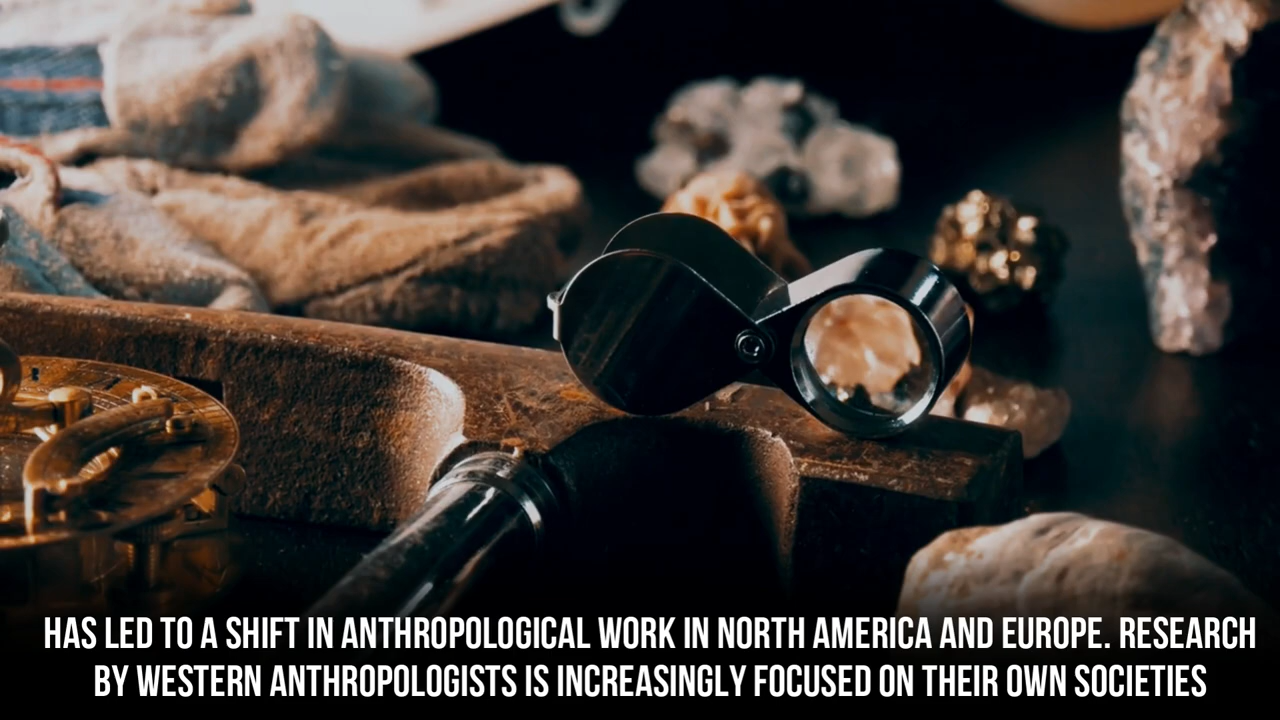 HAS LED TO A SHIFT IN ANTHROPOLOGICAL WORK IN NORTH AMERICA AND EUROPE. RESEARCH
BY WESTERN ANTHROPOLOGISTS IS INCREASINGLY FOCUSED ON THEIR OWN SOCIETIES